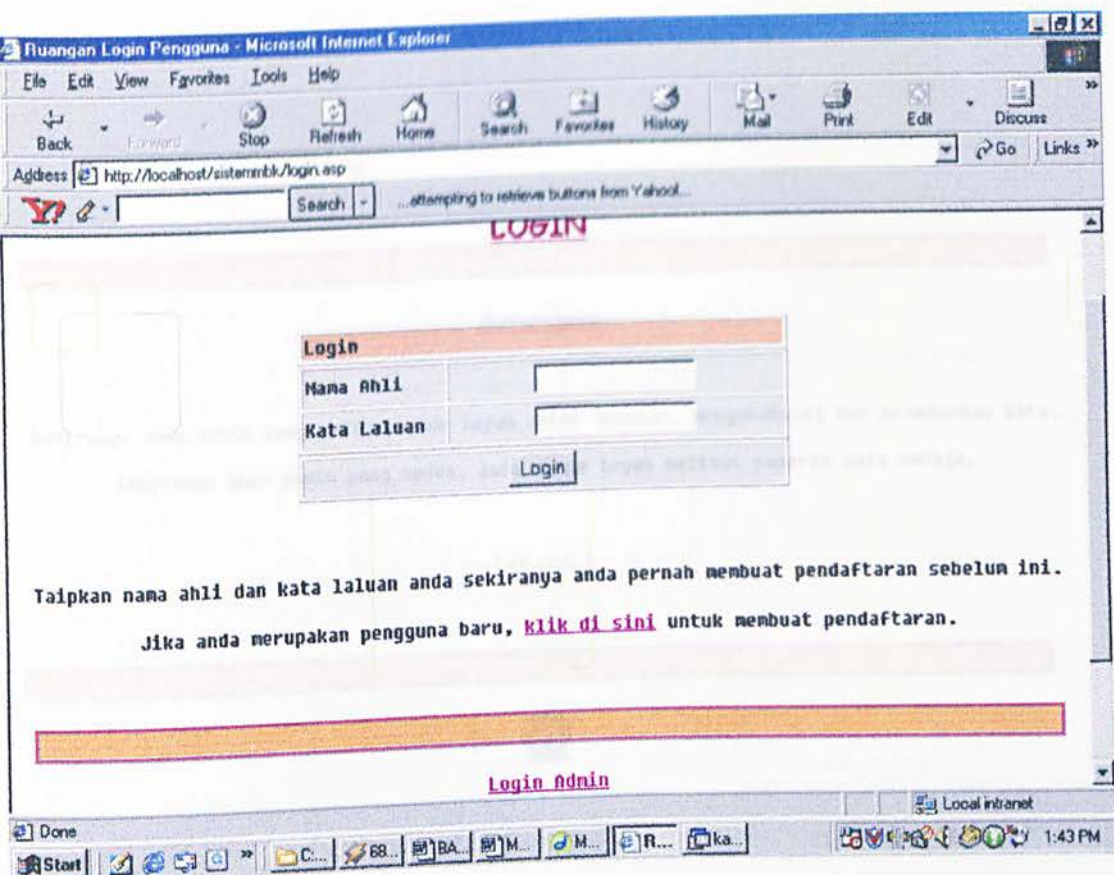 Ruangan Login Pengguna - Microsoft Internet Explorer
File Edit View Favorites Tools Help
Back Forward Stop Refresh Home Search Favorites History Mail Print Edit Discuss
Address http://localhost/sistemmbk/login.asp Go Links
Y! Search ...attempting to retrieve buttons from Yahoo!...
LOGIN
Login
Nama Ahli
Kata Laluan
Login
Taipkan nama ahli dan kata laluan anda sekiranya anda pernah membuat pendaftaran sebelum ini.
Jika anda merupakan pengguna baru, klik di sini untuk membuat pendaftaran.
Login Admin
Done Local intranet
Start C:... 68... BA... M... M... R... ka... 1:43 PM